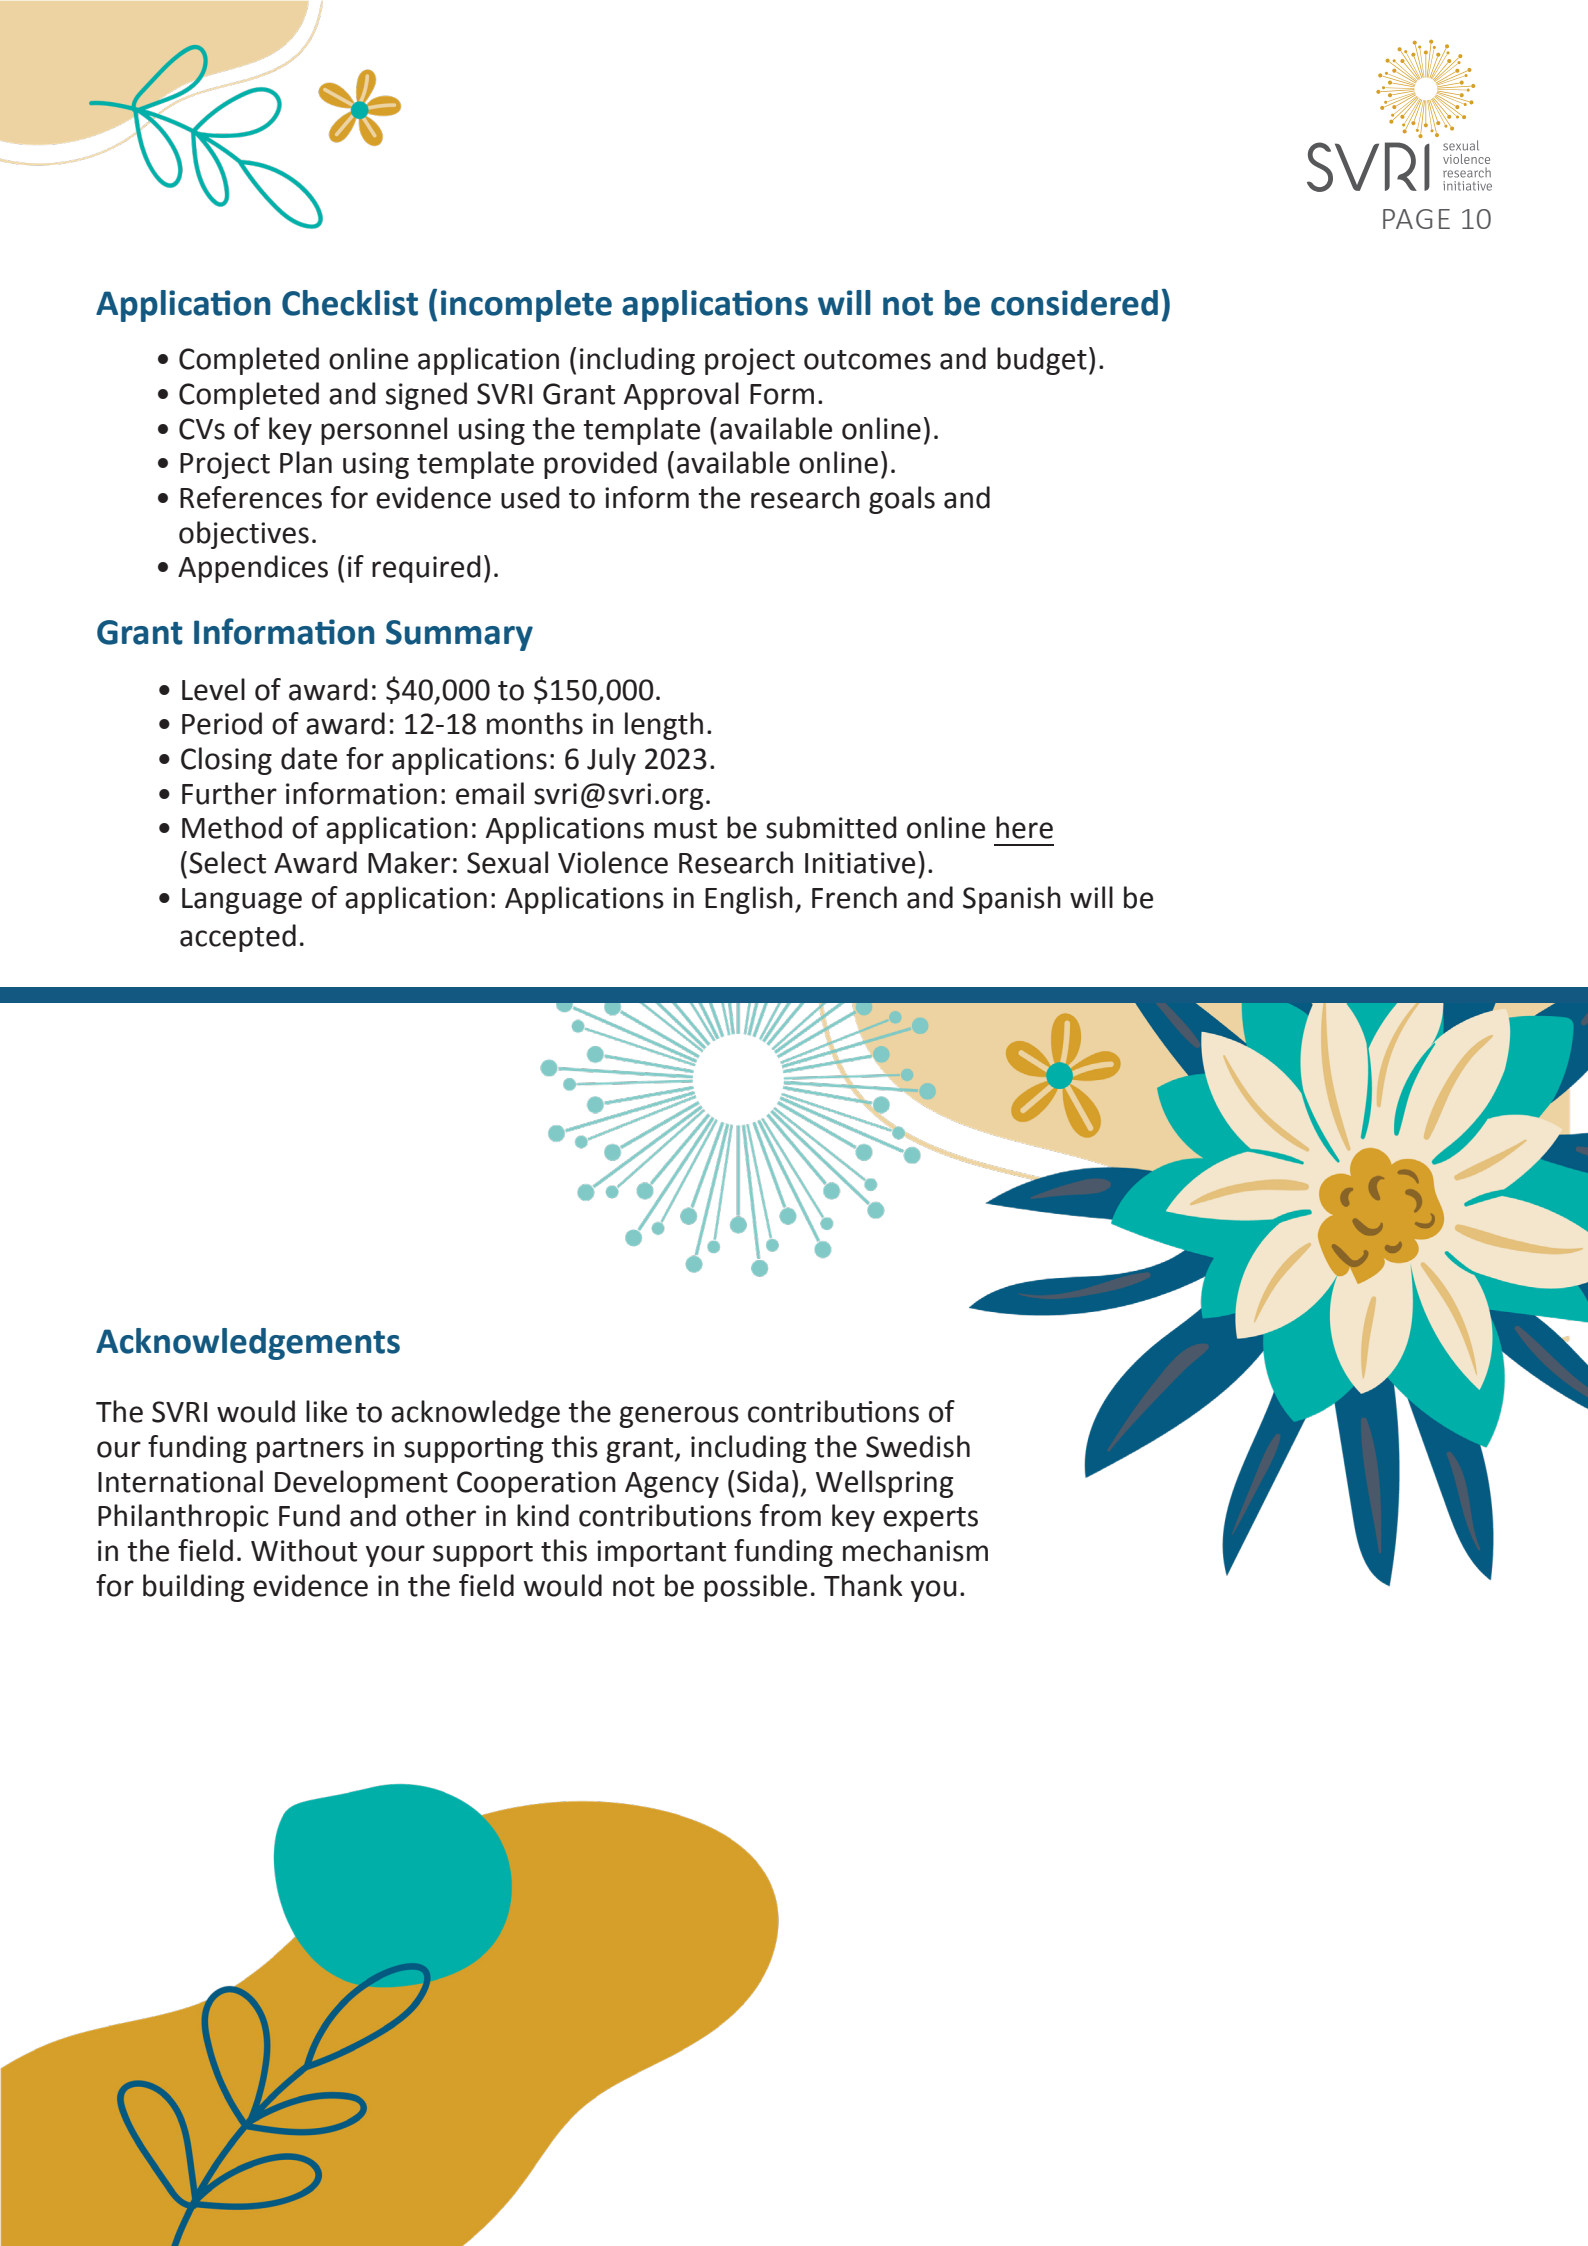 SVRI
sexual
violence
research
initiative
PAGE 10
Application Checklist (incomplete applications will not be considered)
• Completed online application (including project outcomes and budget).
• Completed and signed SVRI Grant Approval Form.
• CVs of key personnel using the template (available online).
• Project Plan using template provided (available online).
• References for evidence used to inform the research goals and
objectives.
• Appendices (if required).
Grant Information Summary
• Level of award: $40,000 to $150,000.
• Period of award: 12-18 months in length.
• Closing date for applications: 6 July 2023.
• Further information: email svri@svri.org.
• Method of application: Applications must be submitted online here
(Select Award Maker: Sexual Violence Research Initiative).
• Language of application: Applications in English, French and Spanish will be
accepted.
Acknowledgements
The SVRI would like to acknowledge the generous contributions of
our funding partners in supporting this grant, including the Swedish
International Development Cooperation Agency (Sida), Wellspring
Philanthropic Fund and other in kind contributions from key experts
in the field. Without your support this important funding mechanism
for building evidence in the field would not be possible. Thank you.